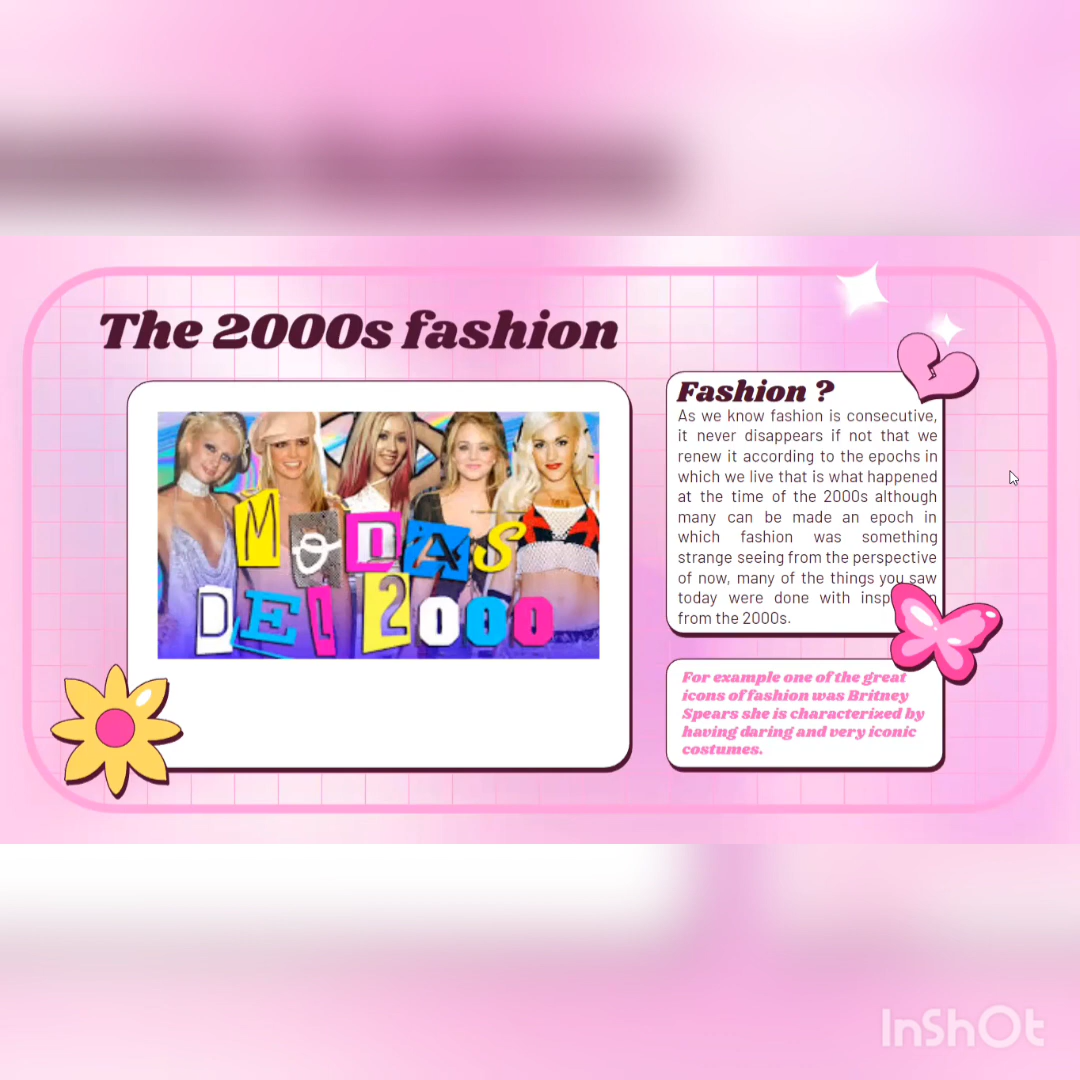 The 2000s fashion
MODAS
DEL 2000
Fashion ?
As we know fashion is consecutive,
it never disappears if not that we
renew it according to the epochs in
which we live that is what happened
at the time of the 2000s although
many can be made an epoch in
which fashion was something
strange seeing from the perspective
of now, many of the things you saw
today were done with
from the 2000s.
For example one of the great
icons of fashion was Britney
Spears she is characterized by
having daring and very iconic
costumes.
InShOt